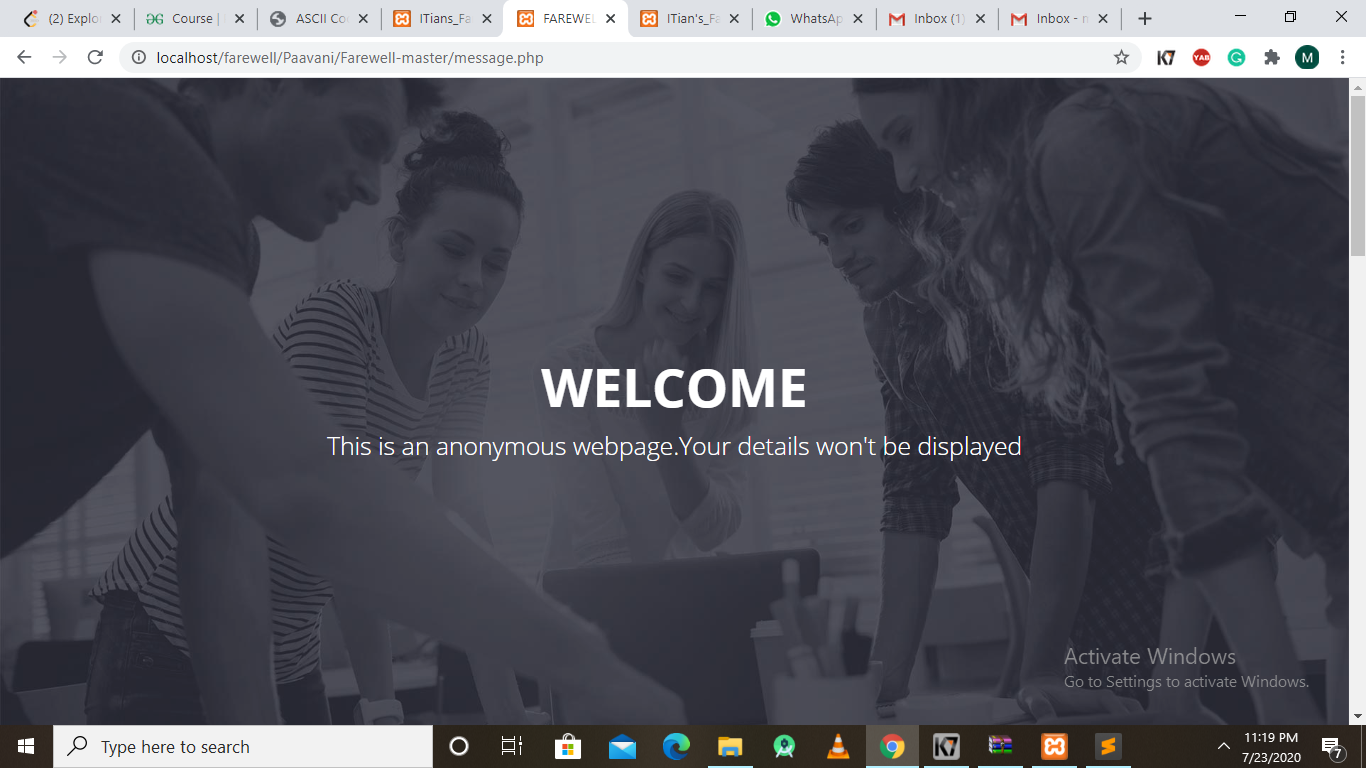 (2) Explor
Course |
ASCII Co
ITians_Fa
FAREWEL
ITian's_Fa
WhatsAp
Inbox (1)
Inbox - n
localhost/farewell/Paavani/Farewell-master/message.php
K7
YAB
G
M
WELCOME
This is an anonymous webpage.Your details won't be displayed
Activate Windows
Go to Settings to activate Windows.
Type here to search
K7
11:19 PM
7/23/2020
7